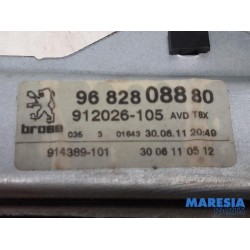 96 828 088 80
912026-105 AVD TBX
brose
036 3 01643 30.06.11 20:49
914389-101 30 06 11 05 12
MARESIA